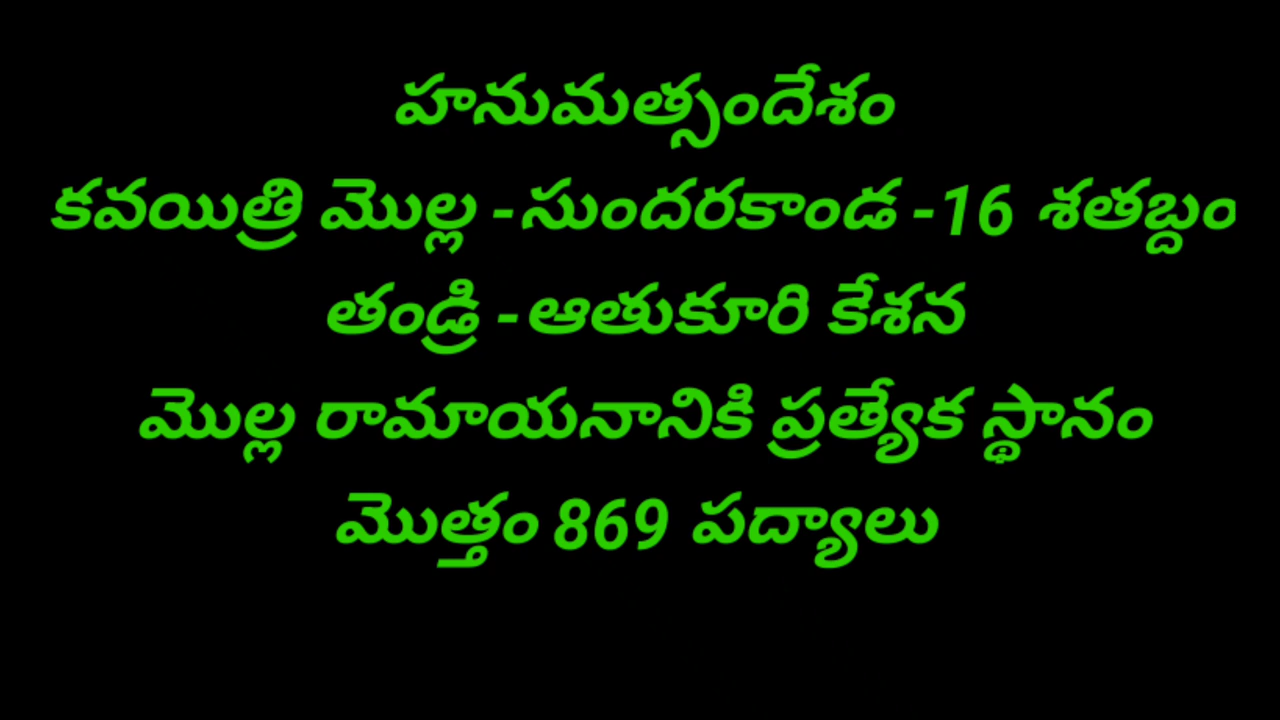 హనుమత్సందేశం
కవయిత్రి మొల్ల -సుందరకాండ -16 శతబ్దం
తండ్రి -ఆతుకూరి కేశన
మొల్ల రామాయనానికి ప్రత్యేక స్థానం
మొత్తం 869 పద్యాలు